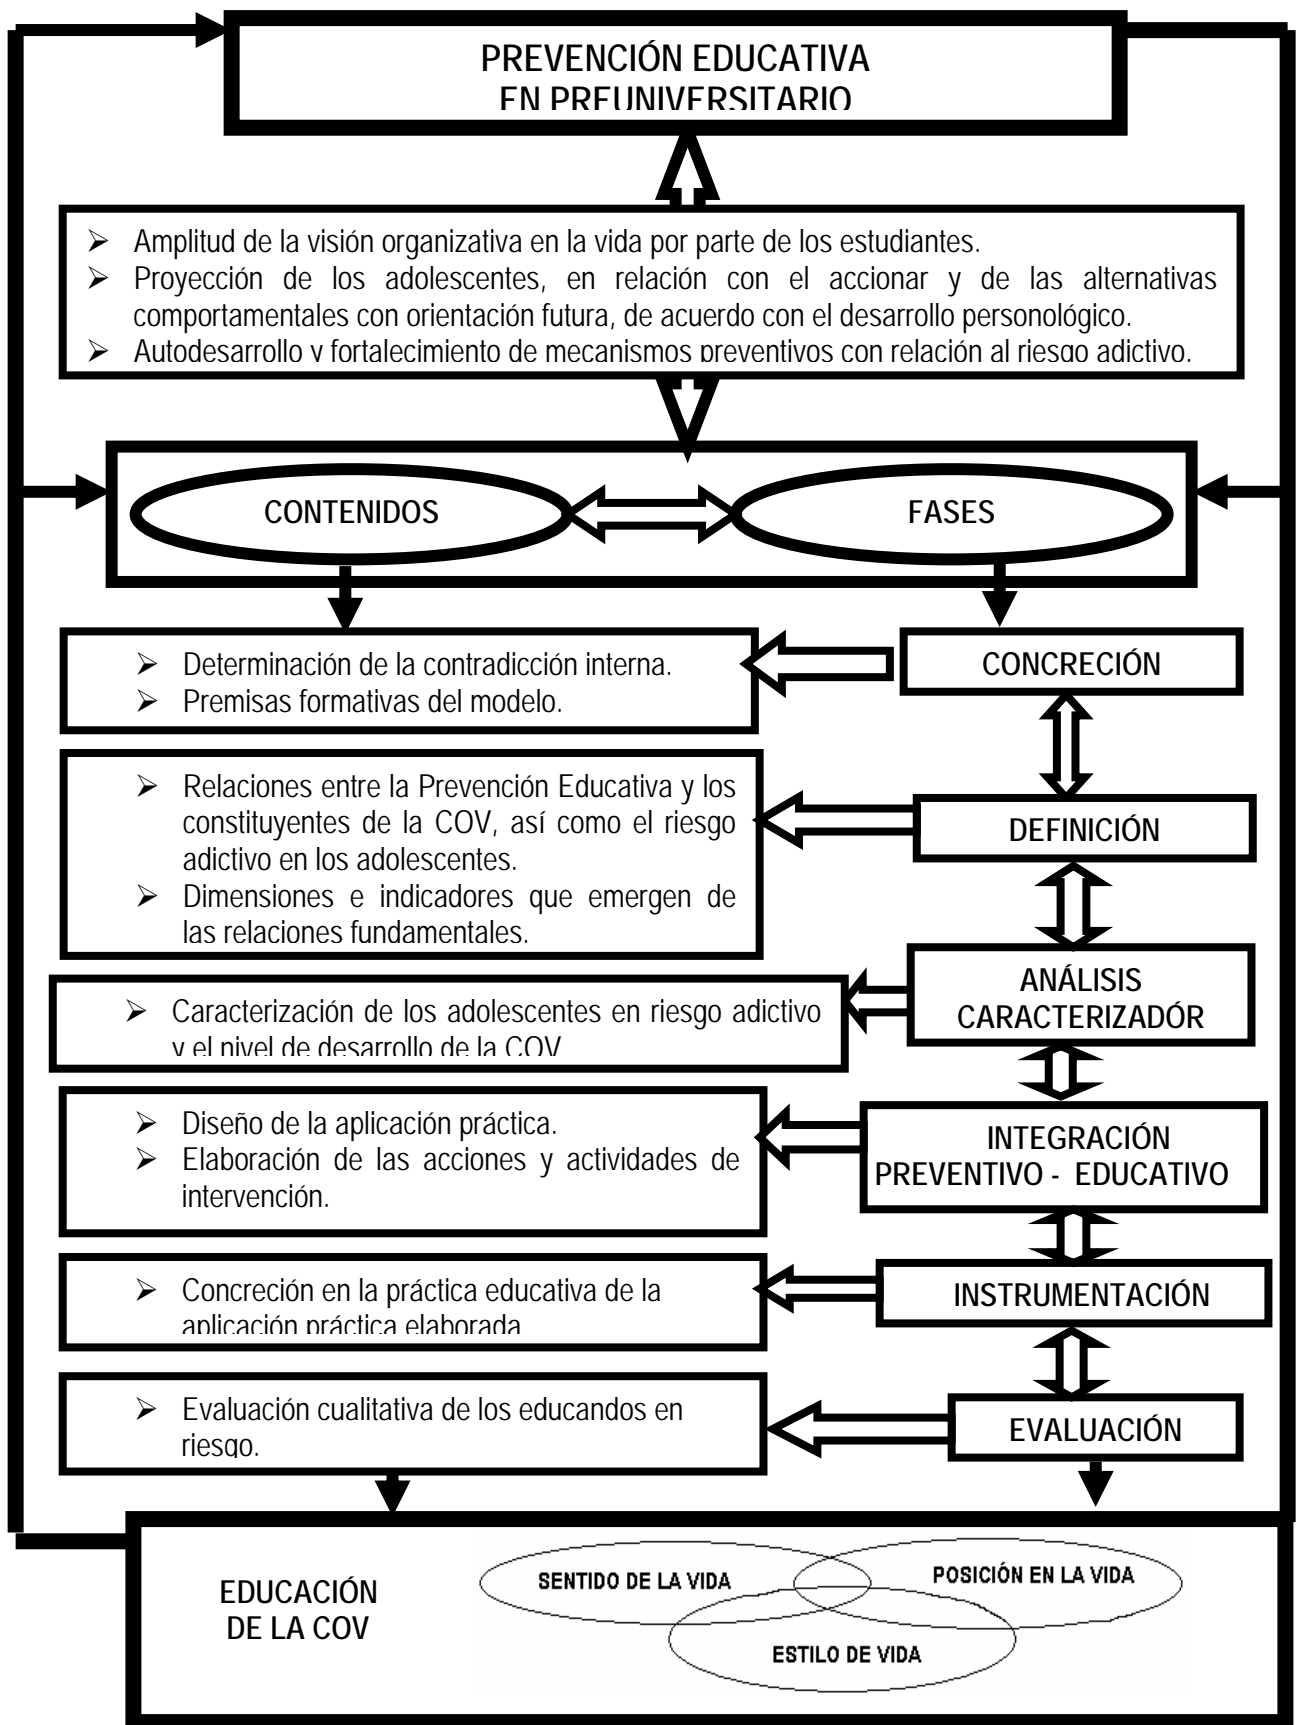 PREVENCIÓN EDUCATIVA
EN PREUNIVERSITARIO
➢ Amplitud de la visión organizativa en la vida por parte de los estudiantes.
➢ Proyección de los adolescentes, en relación con el accionar y de las alternativas
comportamentales con orientación futura, de acuerdo con el desarrollo personológico.
➢ Autodesarrollo y fortalecimiento de mecanismos preventivos con relación al riesgo adictivo.
CONTENIDOS
FASES
➢ Determinación de la contradicción interna.
➢ Premisas formativas del modelo.
CONCRECIÓN
➢ Relaciones entre la Prevención Educativa y los
constituyentes de la COV, así como el riesgo
adictivo en los adolescentes.
➢ Dimensiones e indicadores que emergen de
las relaciones fundamentales.
DEFINICIÓN
➢ Caracterización de los adolescentes en riesgo adictivo
y el nivel de desarrollo de la COV
ANÁLISIS
CARACTERIZADÓR
➢ Diseño de la aplicación práctica.
➢ Elaboración de las acciones y actividades de
intervención.
INTEGRACIÓN
PREVENTIVO - EDUCATIVO
➢ Concreción en la práctica educativa de la
aplicación práctica elaborada
INSTRUMENTACIÓN
➢ Evaluación cualitativa de los educandos en
riesgo.
EVALUACIÓN
EDUCACIÓN
DE LA COV
SENTIDO DE LA VIDA
POSICIÓN EN LA VIDA
ESTILO DE VIDA